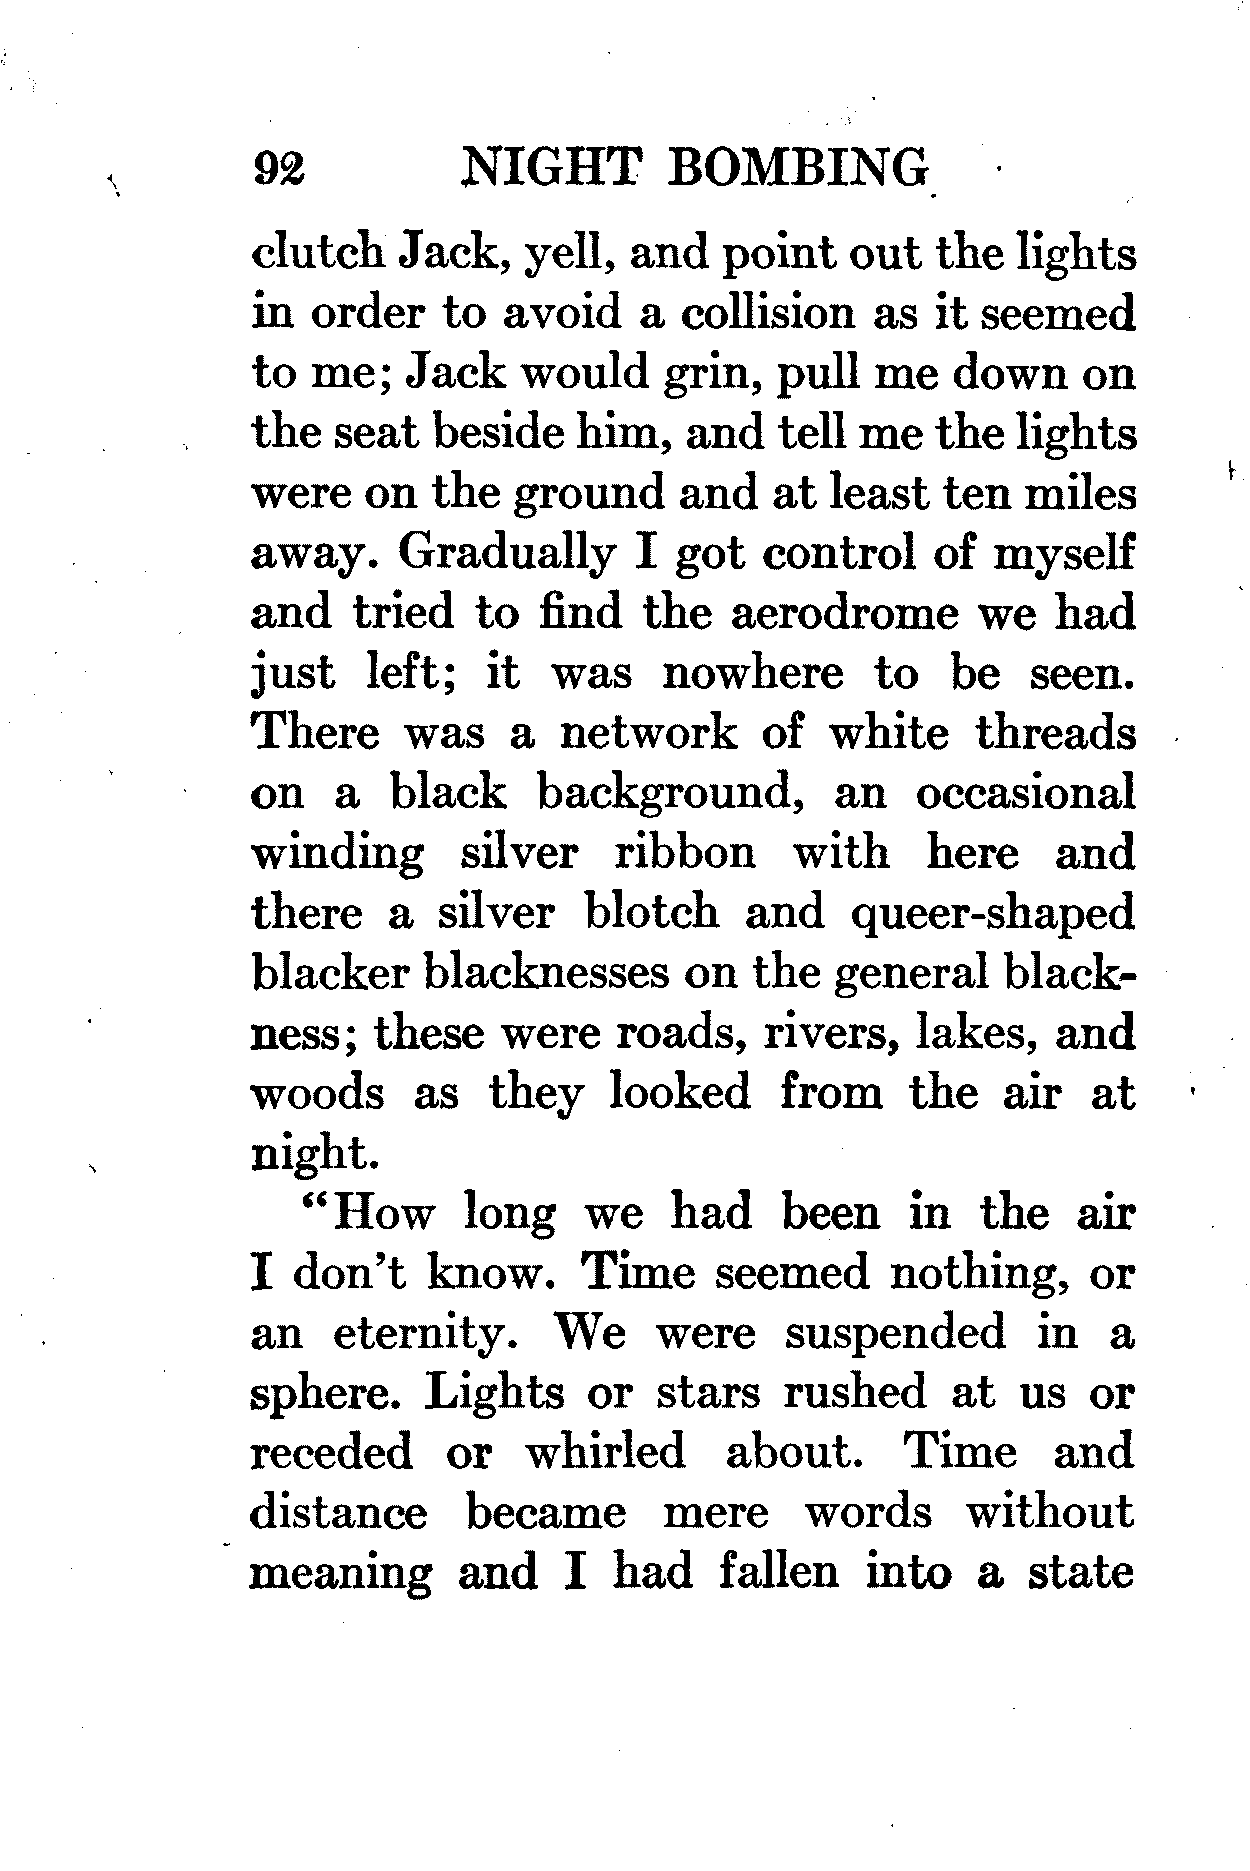 92 NIGHT BOMBING
clutch Jack, yell, and point out the lights
in order to avoid a collision as it seemed
to me; Jack would grin, pull me down on
the seat beside him, and tell me the lights
were on the ground and at least ten miles
away. Gradually I got control of myself
and tried to find the aerodrome we had
just left; it was nowhere to be seen.
There was a network of white threads
on a black background, an occasional
winding silver ribbon with here and
there a silver blotch and queer-shaped
blacker blacknesses on the general black-
ness; these were roads, rivers, lakes, and
woods as they looked from the air at
night.
“How long we had been in the air
I don't know. Time seemed nothing, or
an eternity. We were suspended in a
sphere. Lights or stars rushed at us or
receded or whirled about. Time and
distance became mere words without
meaning and I had fallen into a state